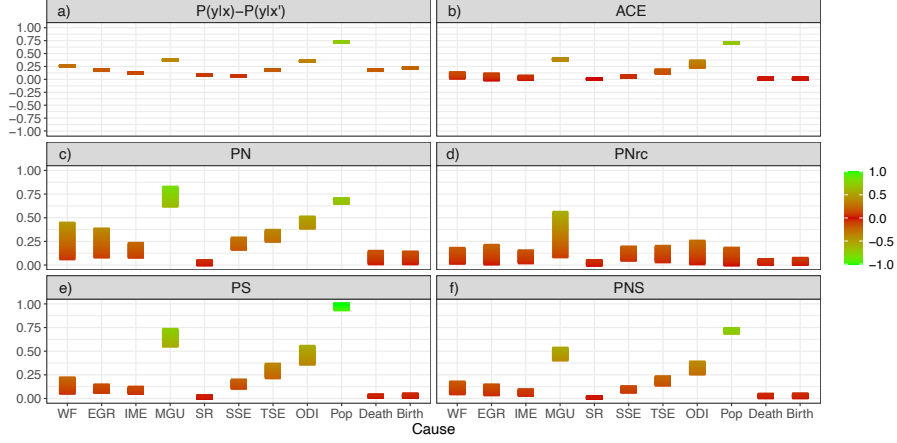 a) P(y|x)−P(y|x')
b) ACE
1.00
0.75
0.50
0.25
0.00
−0.25
−0.50
−0.75
−1.00
c) PN
d) PNrc
1.00
0.75
0.50
0.25
0.00
1.0
0.5
0.0
−0.5
−1.0
e) PS
f) PNS
1.00
0.75
0.50
0.25
0.00
WF EGR IME MGU SR SSE TSE ODI Pop Death Birth
WF EGR IME MGU SR SSE TSE ODI Pop Death Birth
Cause